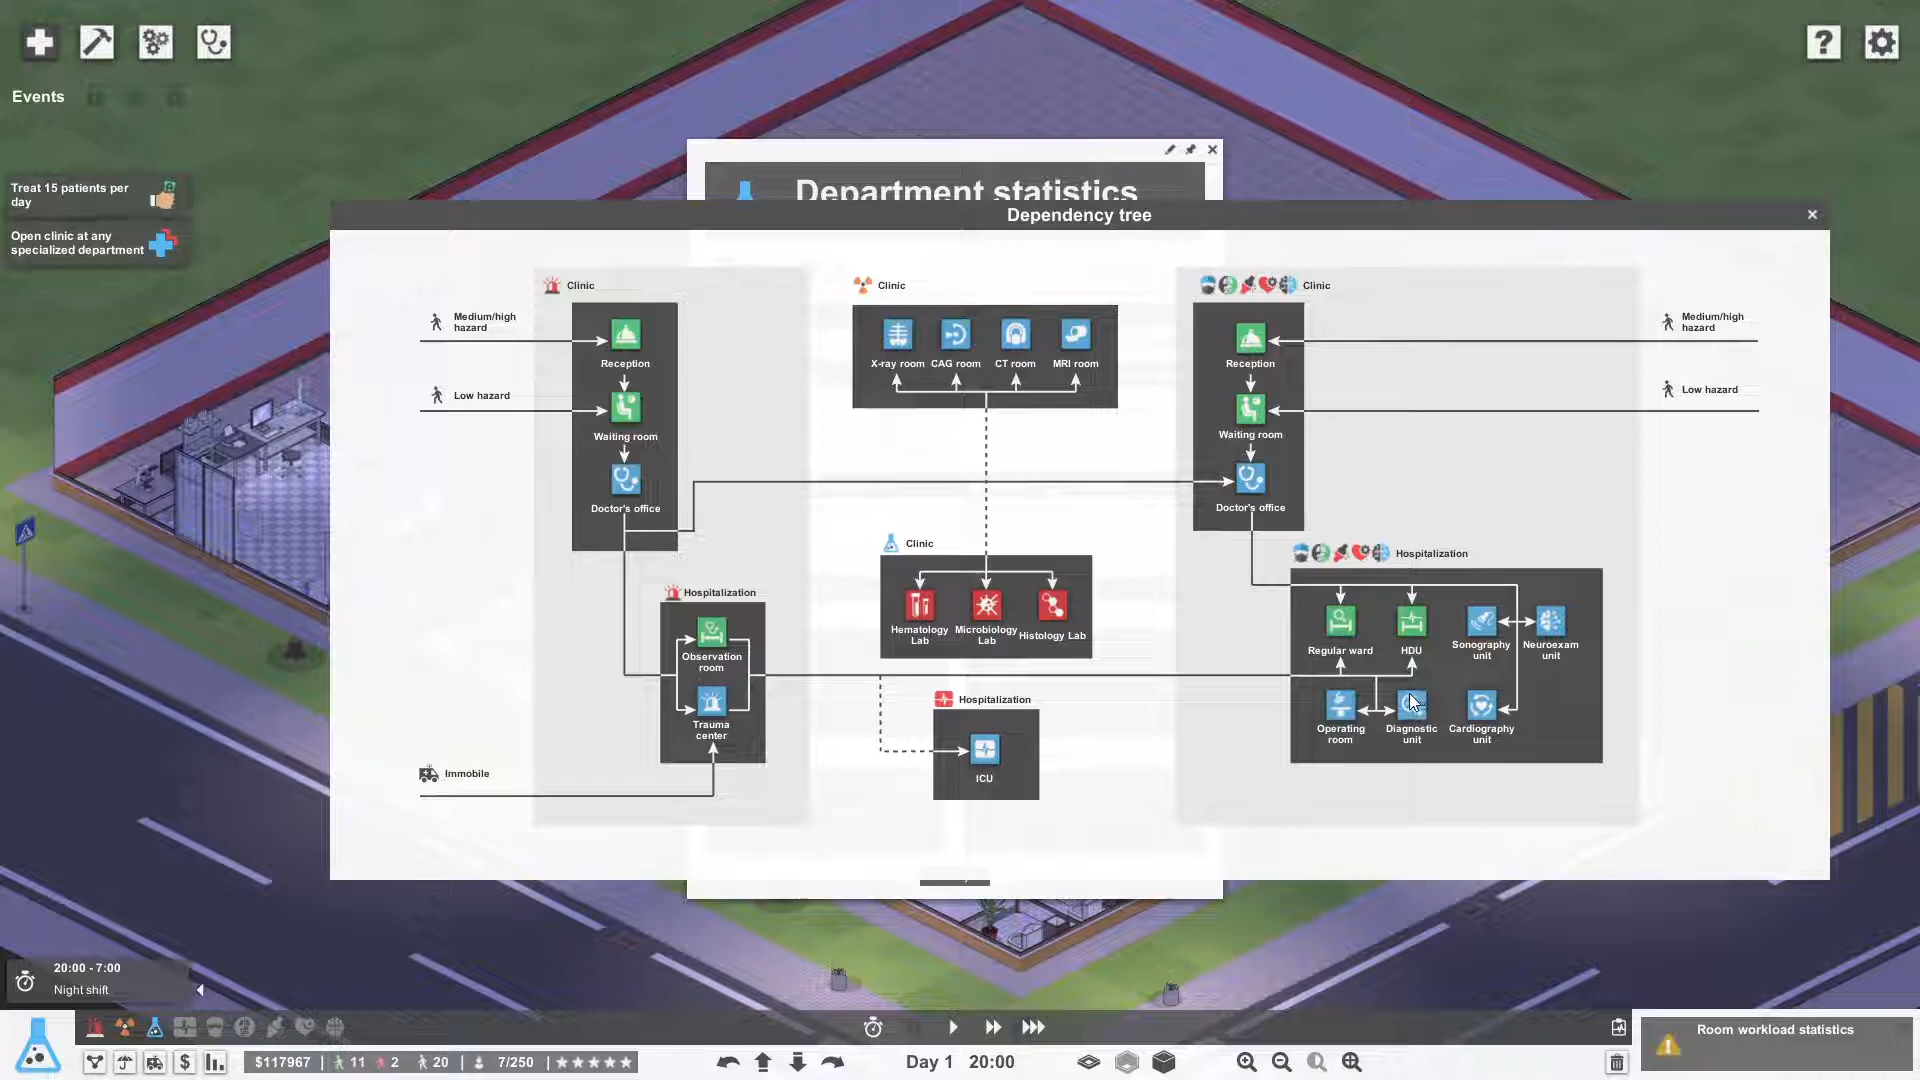 Events
Treat 15 patients per
day
Open clinic at any
specialized department
Department statistics
Dependency tree
Clinic
Medium/high
hazard
Reception
Low hazard
Waiting room
Doctor's office
Hospitalization
Observation
room
Trauma
center
Immobile
Clinic
X-ray room
CAG room
CT room
MRI room
Clinic
Hematology
Lab
Microbiology
Lab
Histology Lab
Hospitalization
ICU
Clinic
Medium/high
hazard
Reception
Low hazard
Waiting room
Doctor's office
Hospitalization
Regular ward
HDU
Sonography
unit
Neuroexam
unit
Operating
room
Diagnostic
unit
Cardiography
unit
20:00 - 7:00
Night shift
$117967
11
2
20
7/250
Day 1 20:00
Room workload statistics